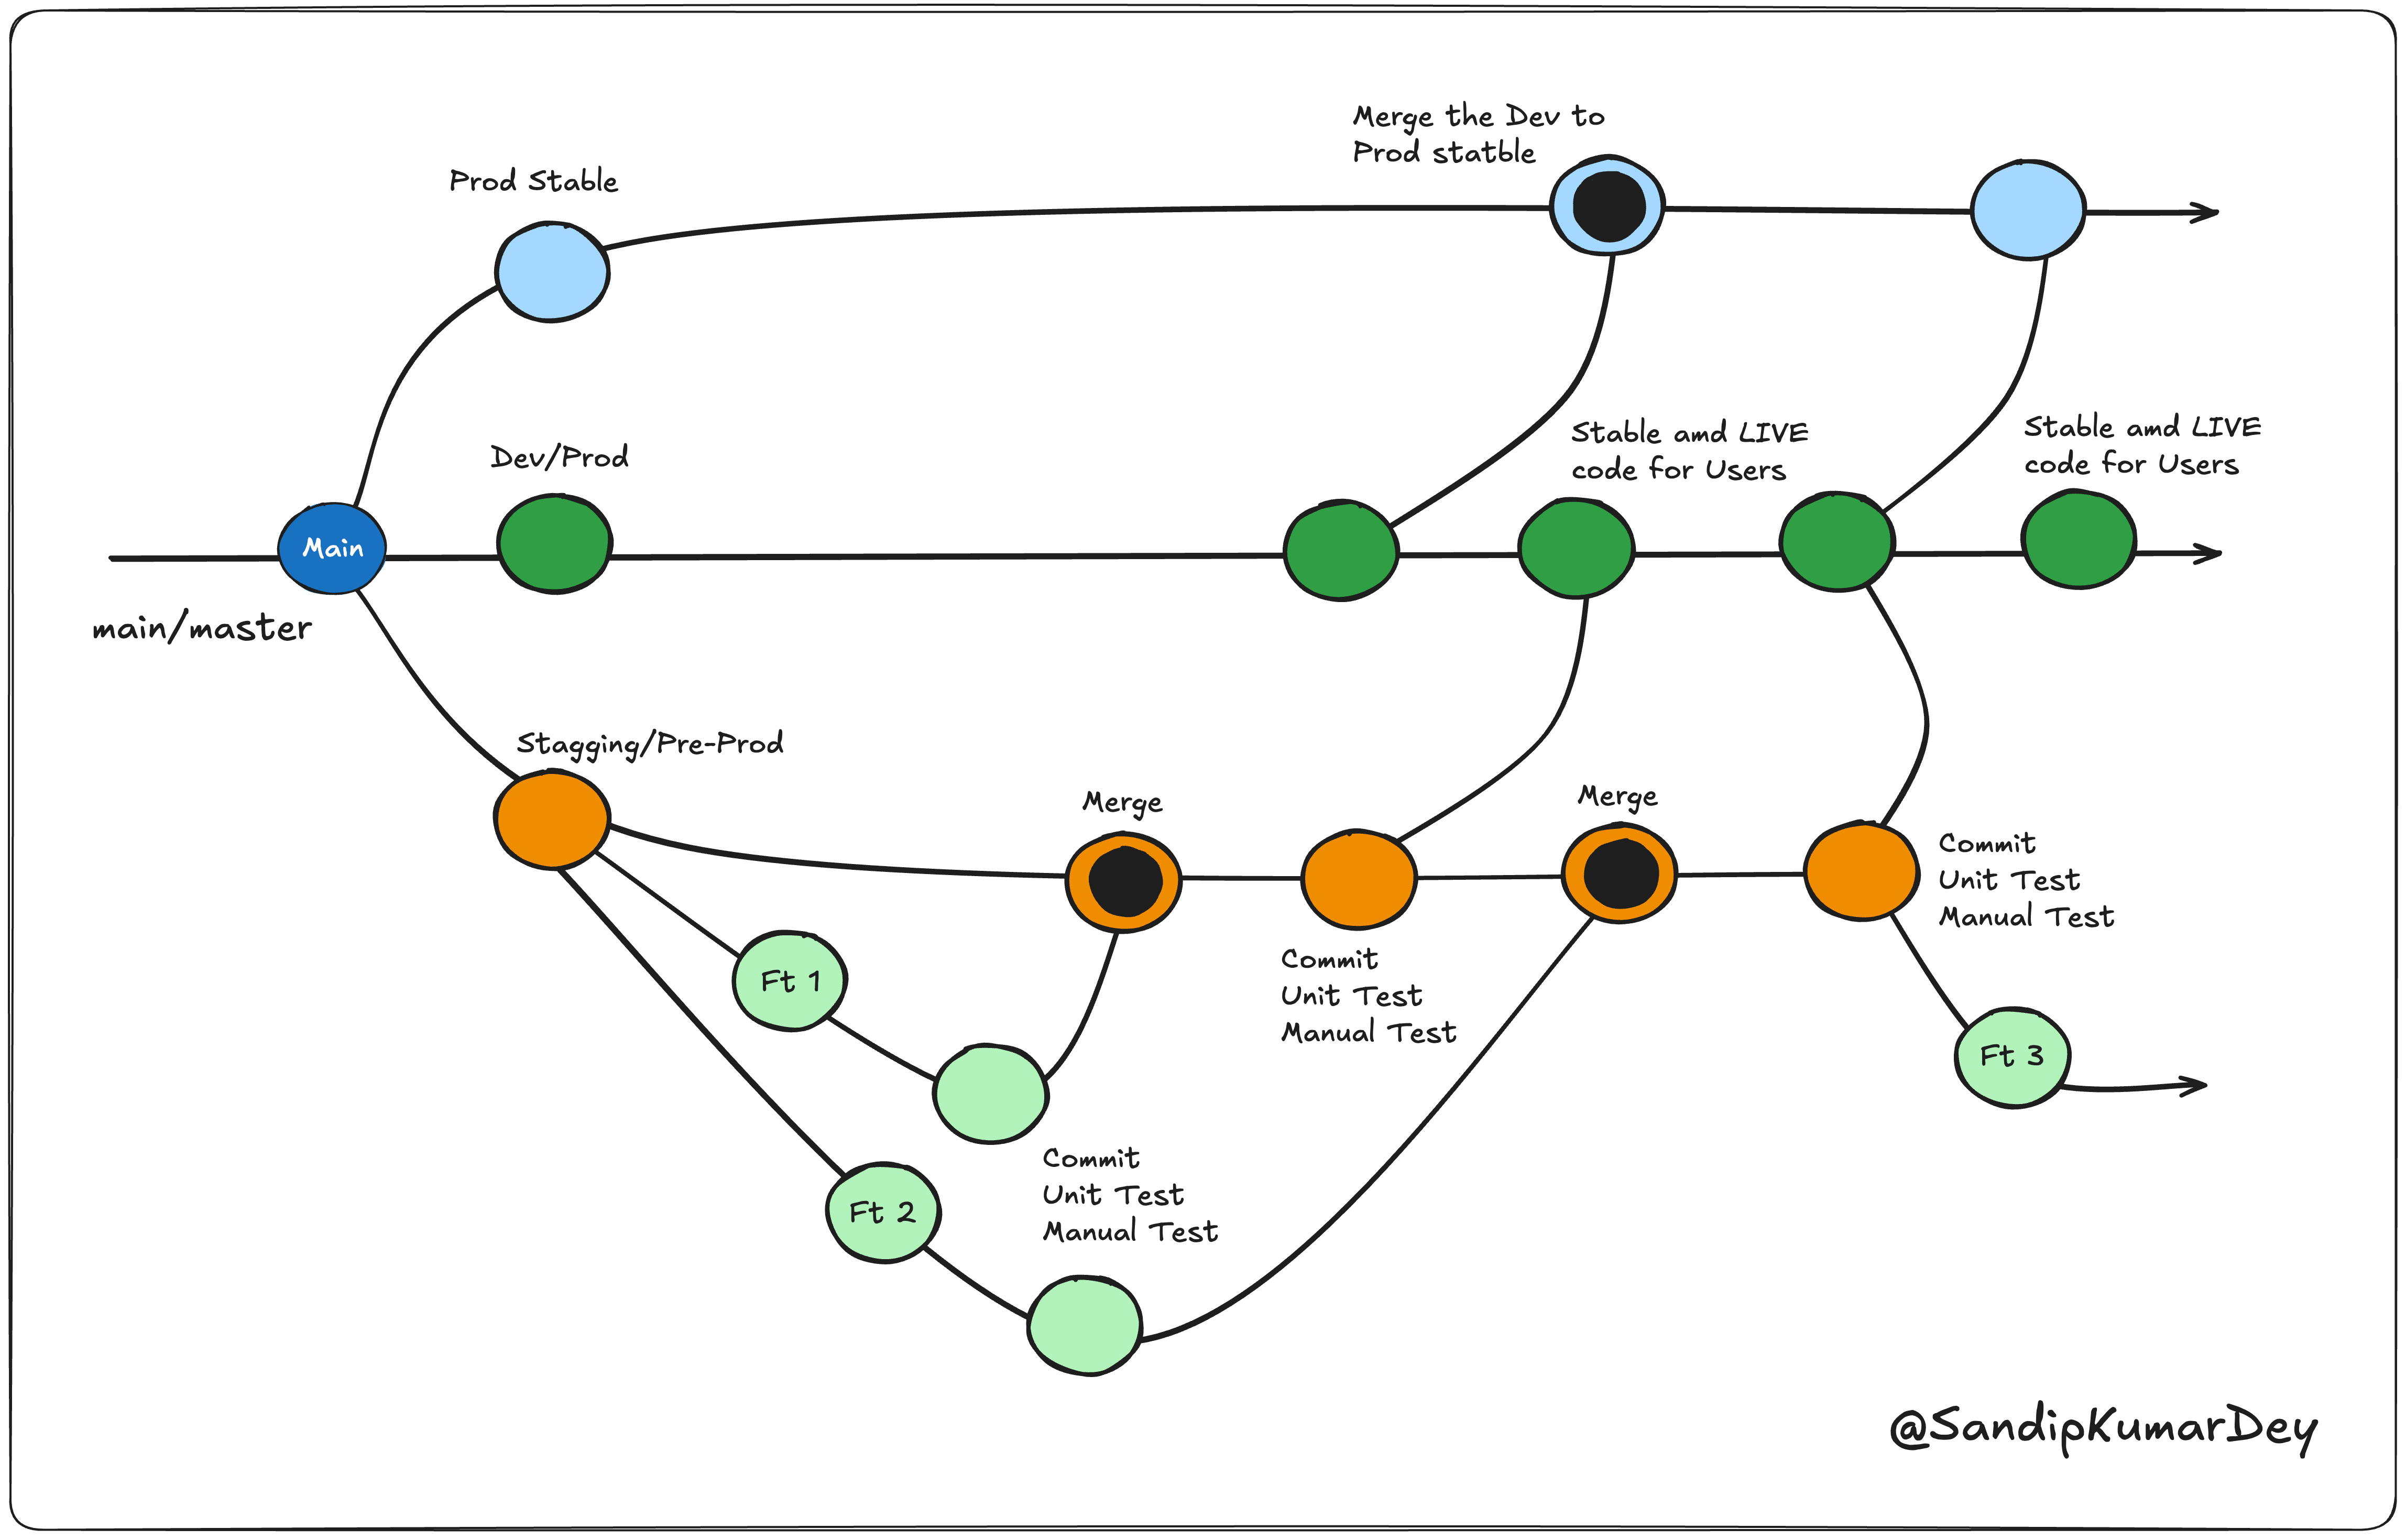 Merge the Dev to
Prod statble
Prod Stable
Stable amd LIVE
code for Users
Stable amd LIVE
code for Users
Dev/Prod
Main
main/master
Stagging/Pre-Prod
Merge
Merge
Commit
Unit Test
Manual Test
Commit
Unit Test
Manual Test
Ft 1
Ft 3
Commit
Unit Test
Manual Test
Ft 2
@SandipKumarDey